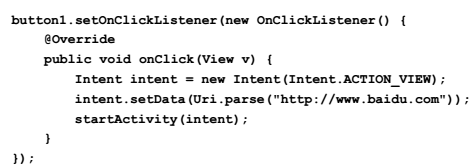 button1.setOnClickListener(new OnClickListener() {
    @Override
    public void onClick(View v) {
        Intent intent = new Intent(Intent.ACTION_VIEW);
        intent.setData(Uri.parse("http://www.baidu.com"));
        startActivity(intent);
    }
});